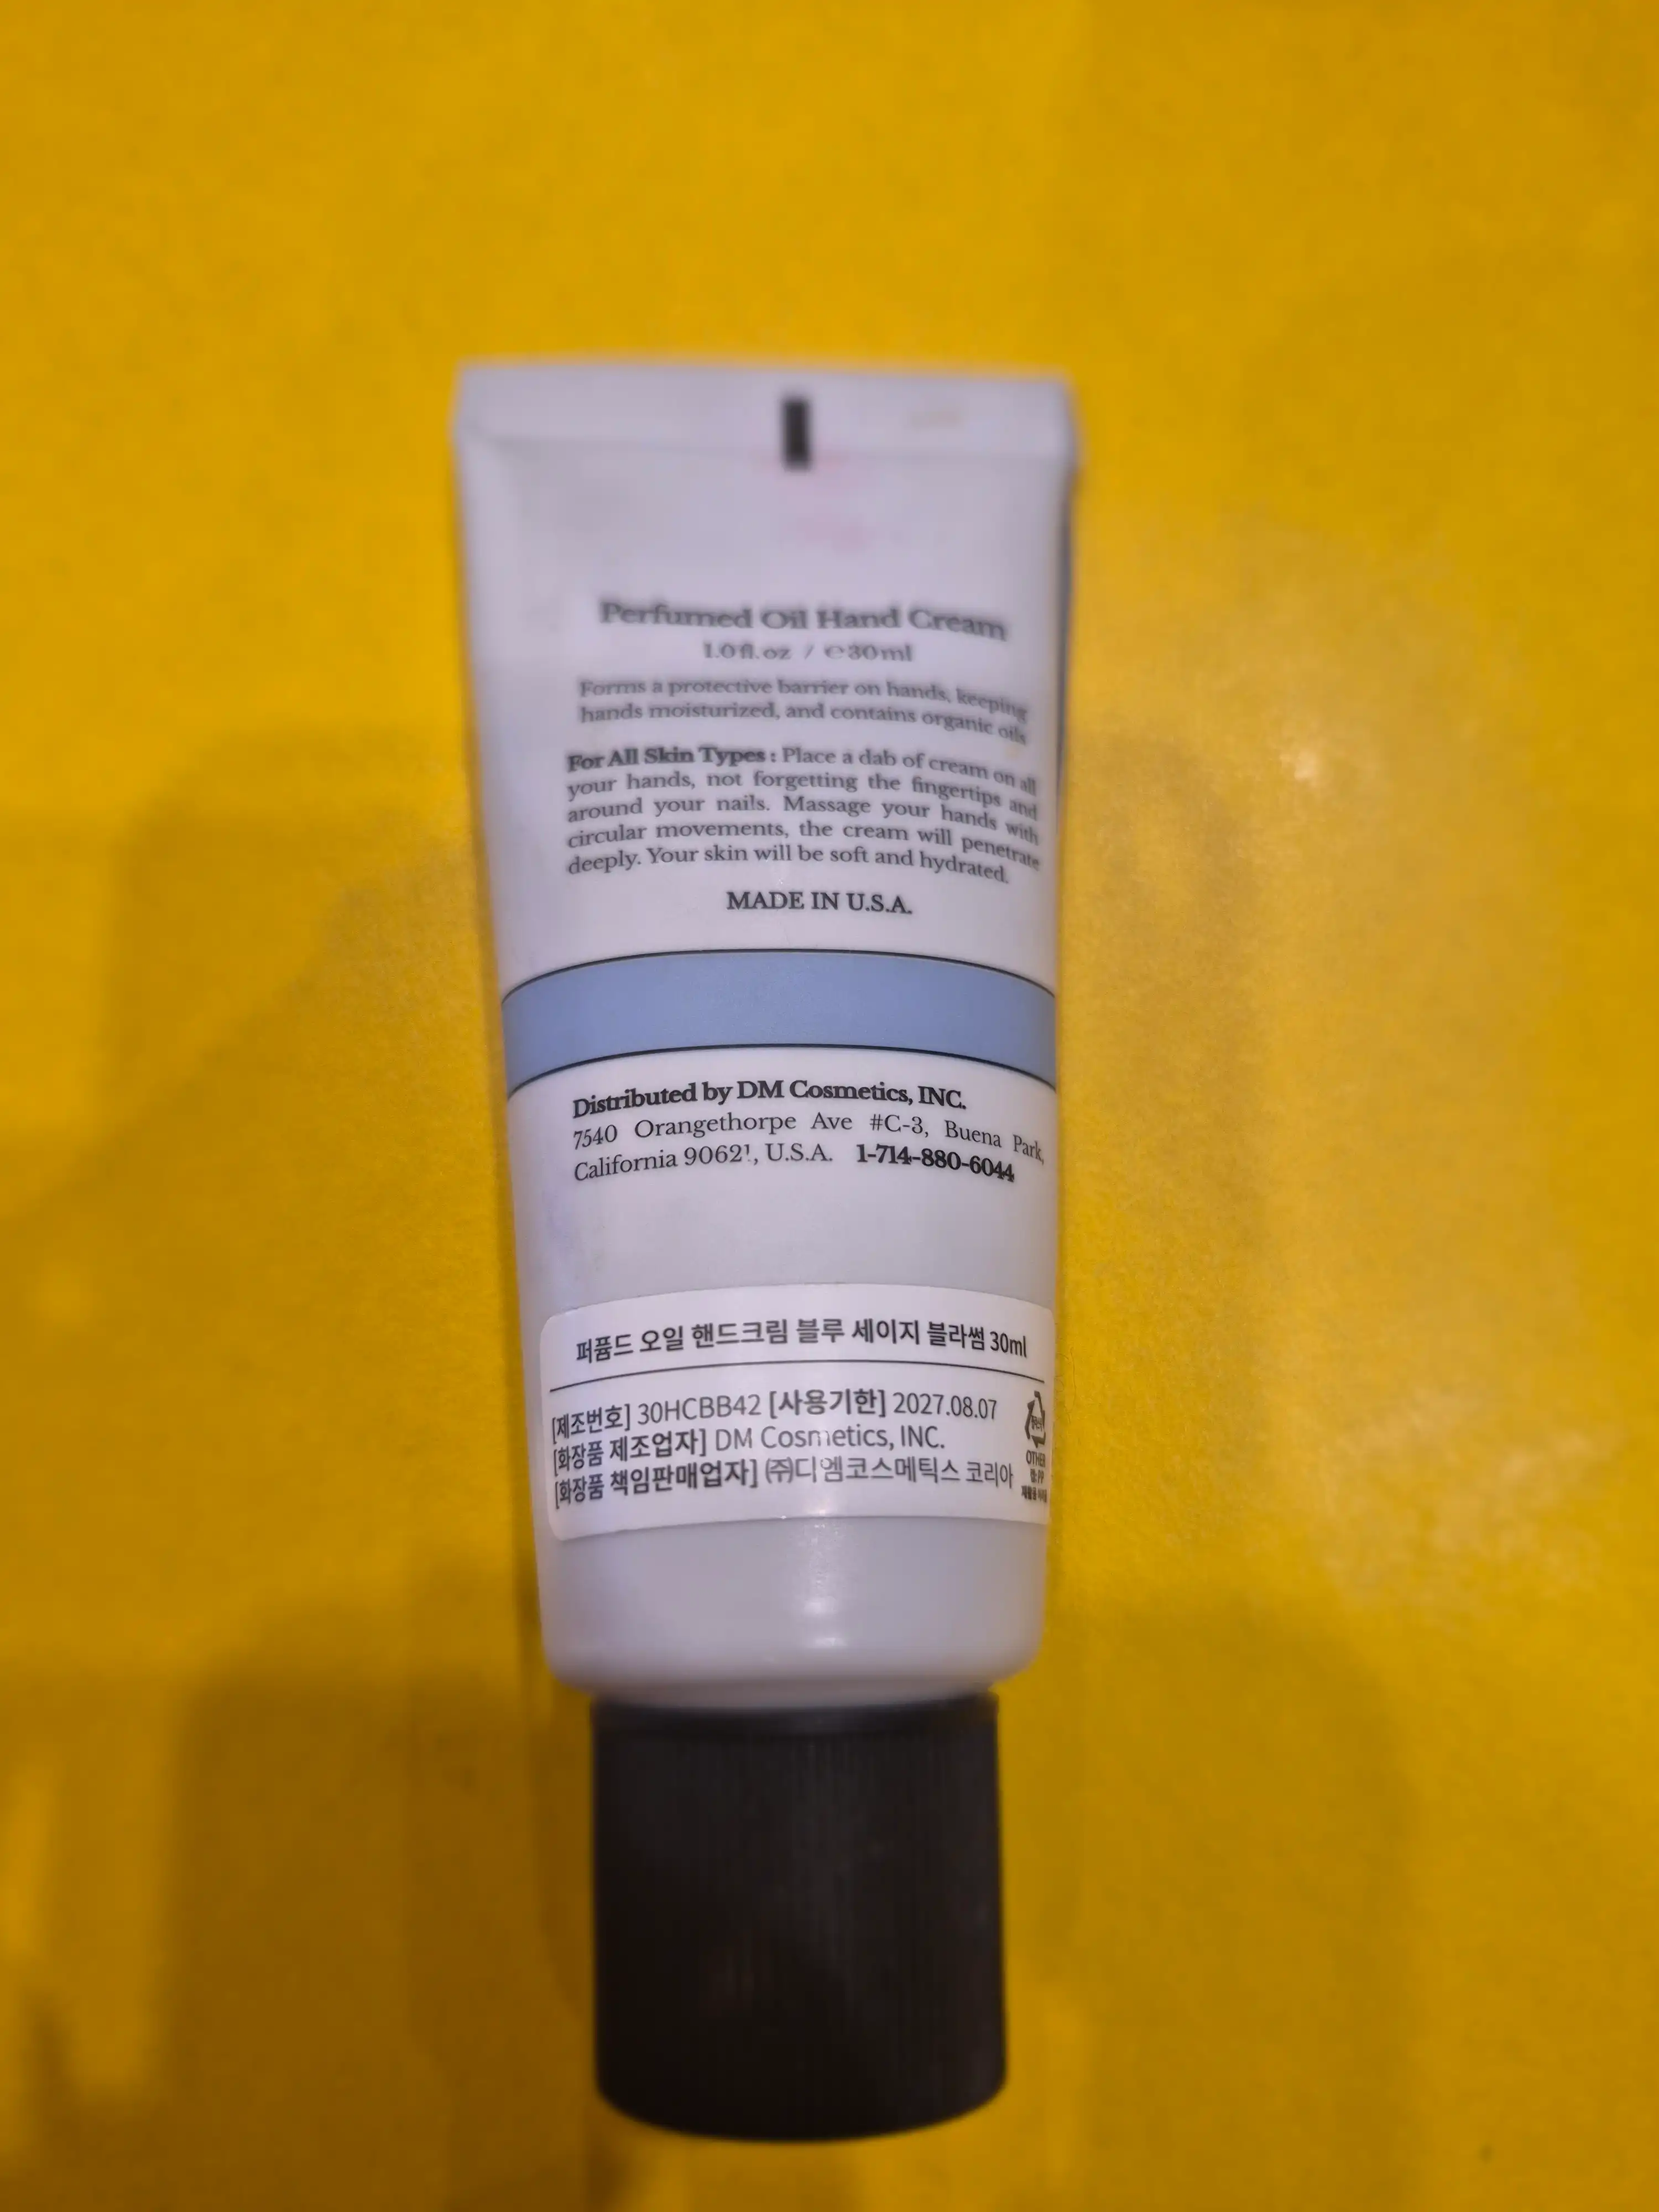 Perfumed Oil Hand Cream
1.0fl.oz / ℮30ml
Forms a protective barrier on hands, keeping
hands moisturized, and contains organic oils
For All Skin Types : Place a dab of cream on all
your hands, not forgetting the fingertips and
around your nails. Massage your hands with
circular movements, the cream will penetrate
deeply. Your skin will be soft and hydrated.
MADE IN U.S.A.
Distributed by DM Cosmetics, INC.
7540 Orangethorpe Ave #C-3, Buena Park,
California 90621, U.S.A. 1-714-880-6044
퍼퓸드 오일 핸드크림 블루 세이지 블라썸 30ml
[제조번호] 30HCBB42 [사용기한] 2027.08.07
[화장품 제조업자] DM Cosmetics, INC.
[화장품 책임판매업자] ㈜디엠코스메틱스 코리아
OTHER